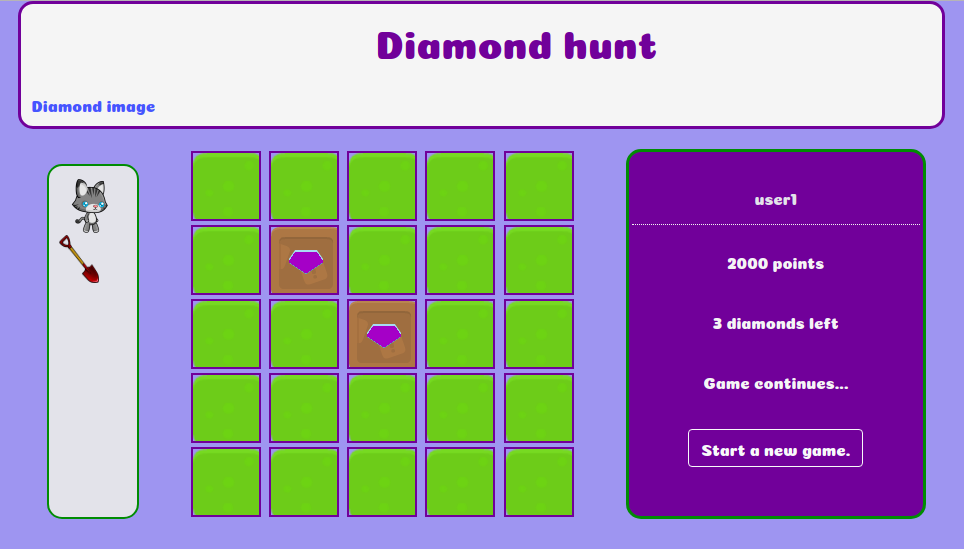 Diamond hunt
Diamond image
user1
2000 points
3 diamonds left
Game continues...
Start a new game.